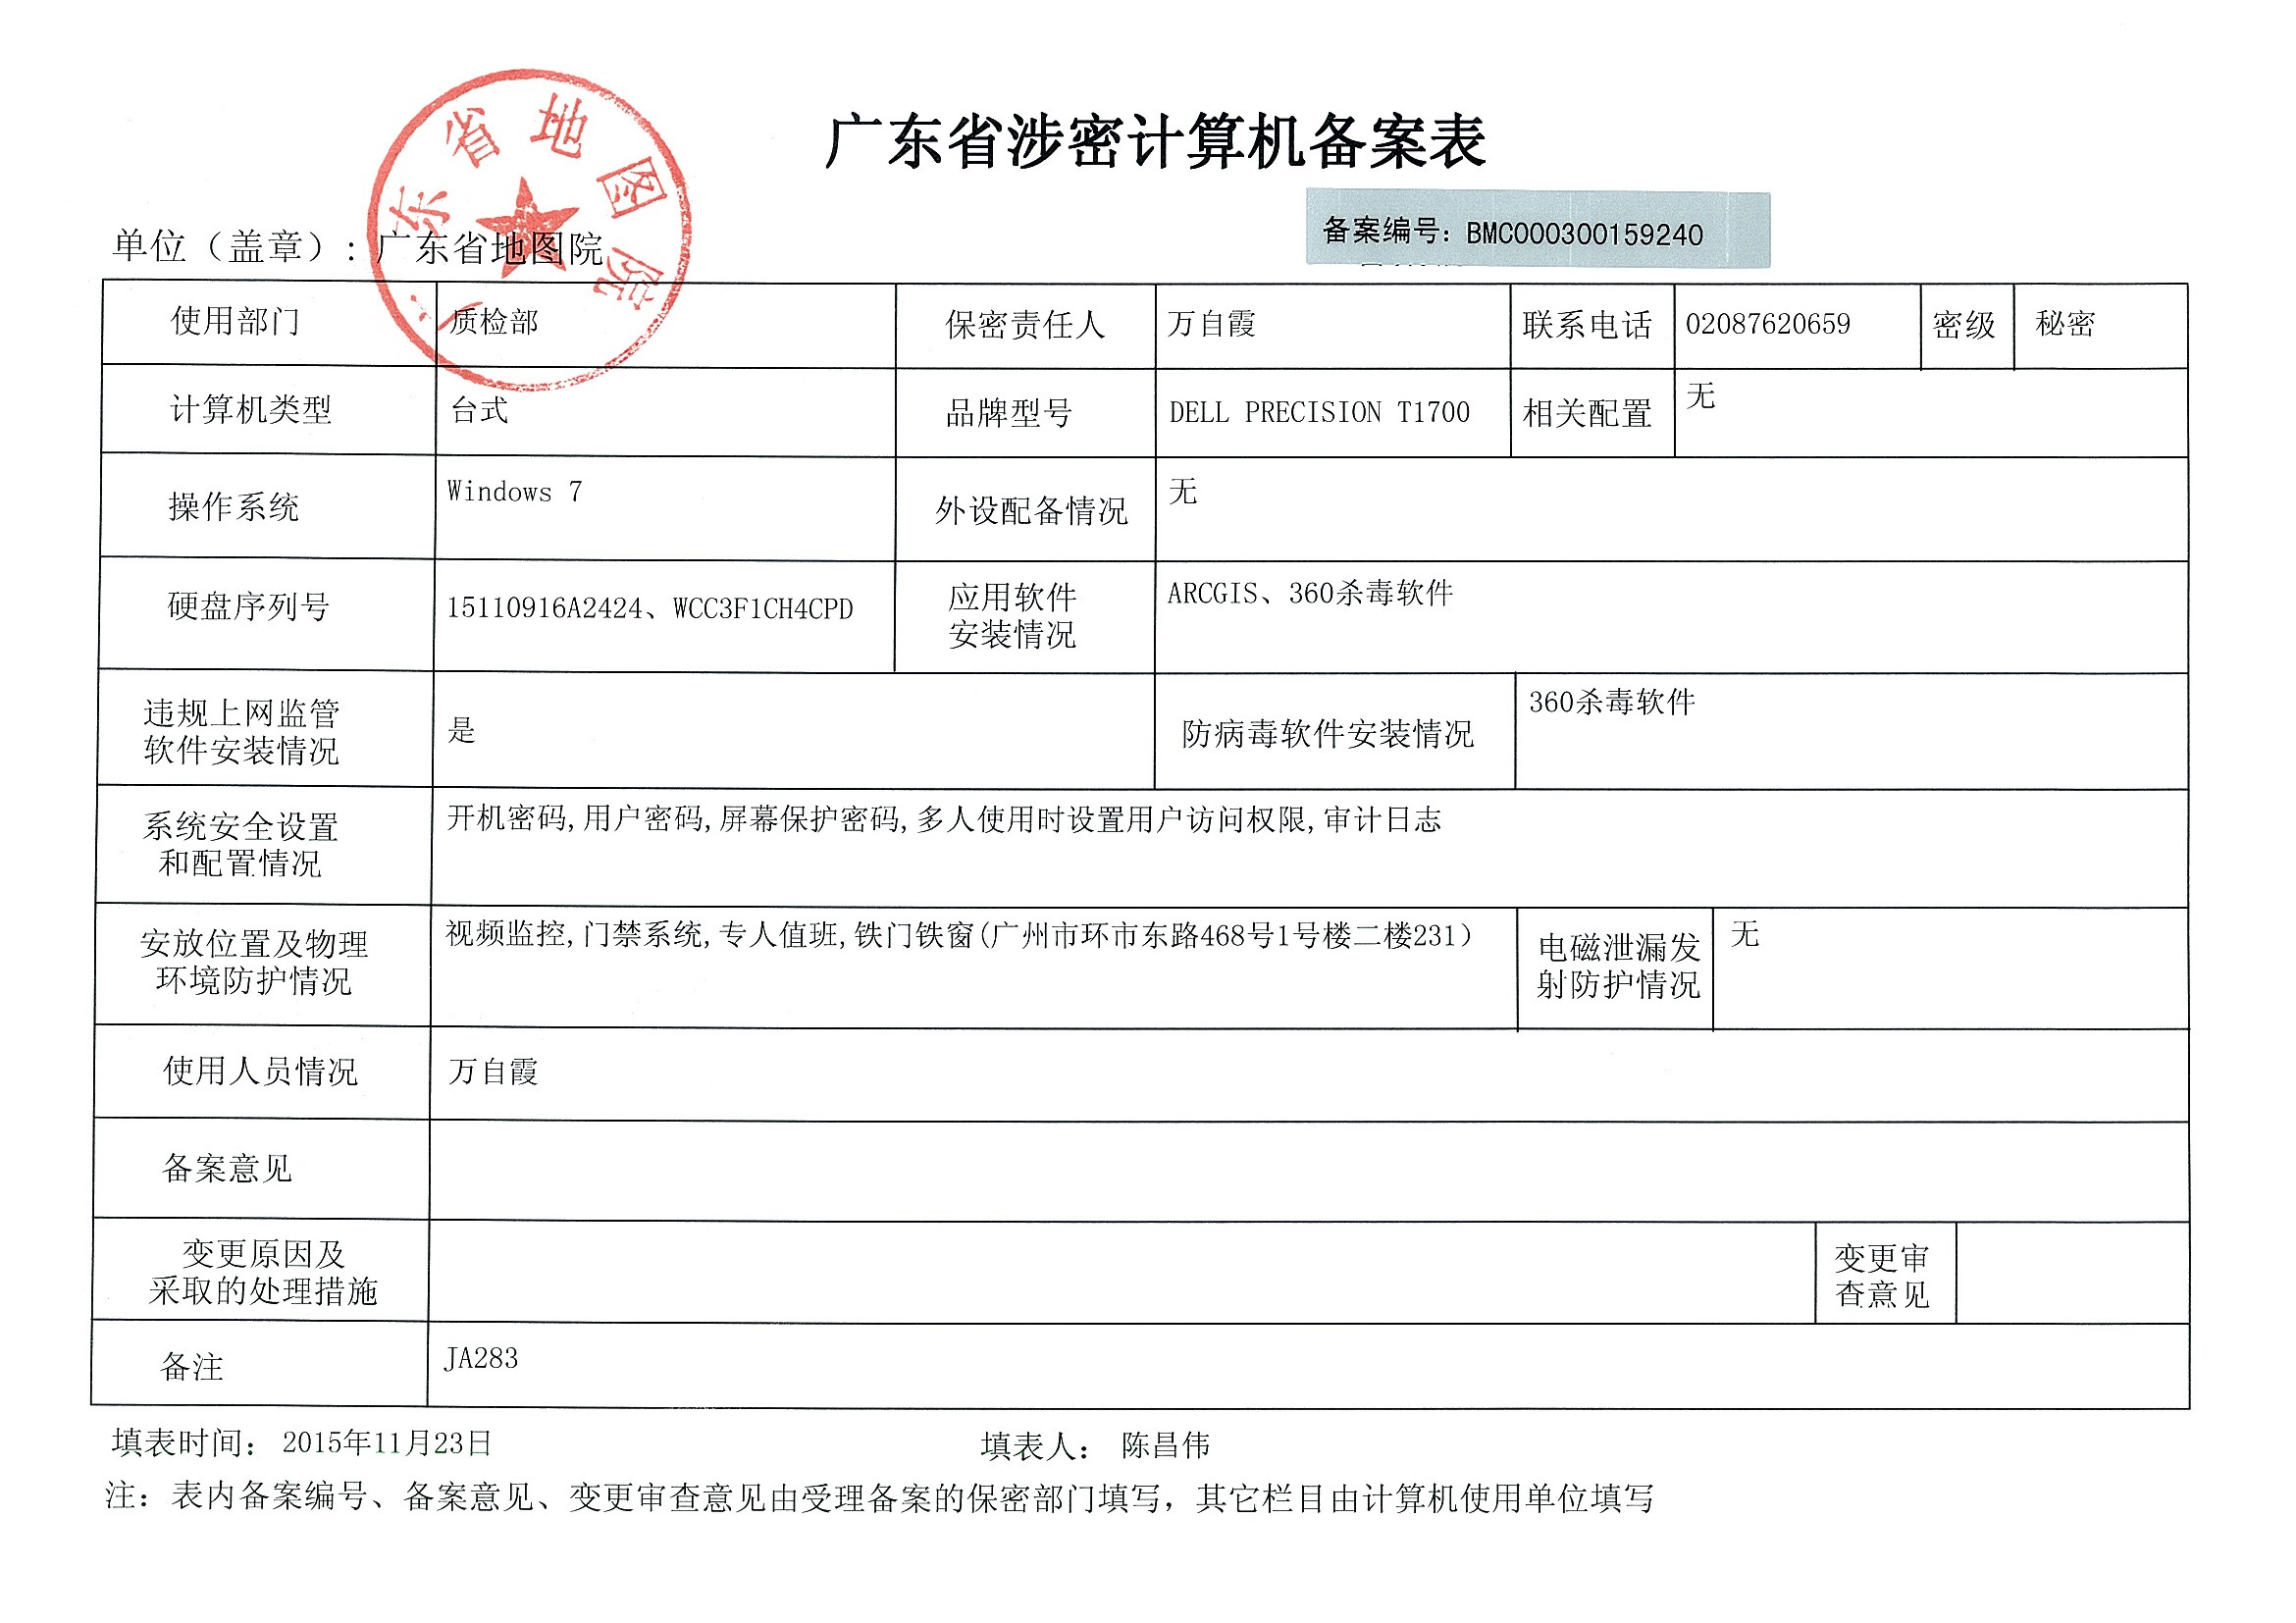 广东省涉密计算机备案表
广东省地图院
备案编号：BMC000300159240
单位（盖章）：广东省地图院
使用部门 质检部 保密责任人 万自霞 联系电话 02087620659 密级 秘密
计算机类型 台式 品牌型号 DELL PRECISION T1700 相关配置 无
操作系统 Windows 7 外设配备情况 无
硬盘序列号 15110916A2424、WCC3F1CH4CPD 应用软件
安装情况 ARCGIS、360杀毒软件
违规上网监管
软件安装情况 是 防病毒软件安装情况 360杀毒软件
系统安全设置
和配置情况 开机密码,用户密码,屏幕保护密码,多人使用时设置用户访问权限,审计日志
安放位置及物理
环境防护情况 视频监控,门禁系统,专人值班,铁门铁窗(广州市环市东路468号1号楼二楼231） 电磁泄漏发
射防护情况 无
使用人员情况 万自霞
备案意见
变更原因及
采取的处理措施 变更审
查意见
备注 JA283
填表时间： 2015年11月23日 填表人： 陈昌伟
注：表内备案编号、备案意见、变更审查意见由受理备案的保密部门填写，其它栏目由计算机使用单位填写